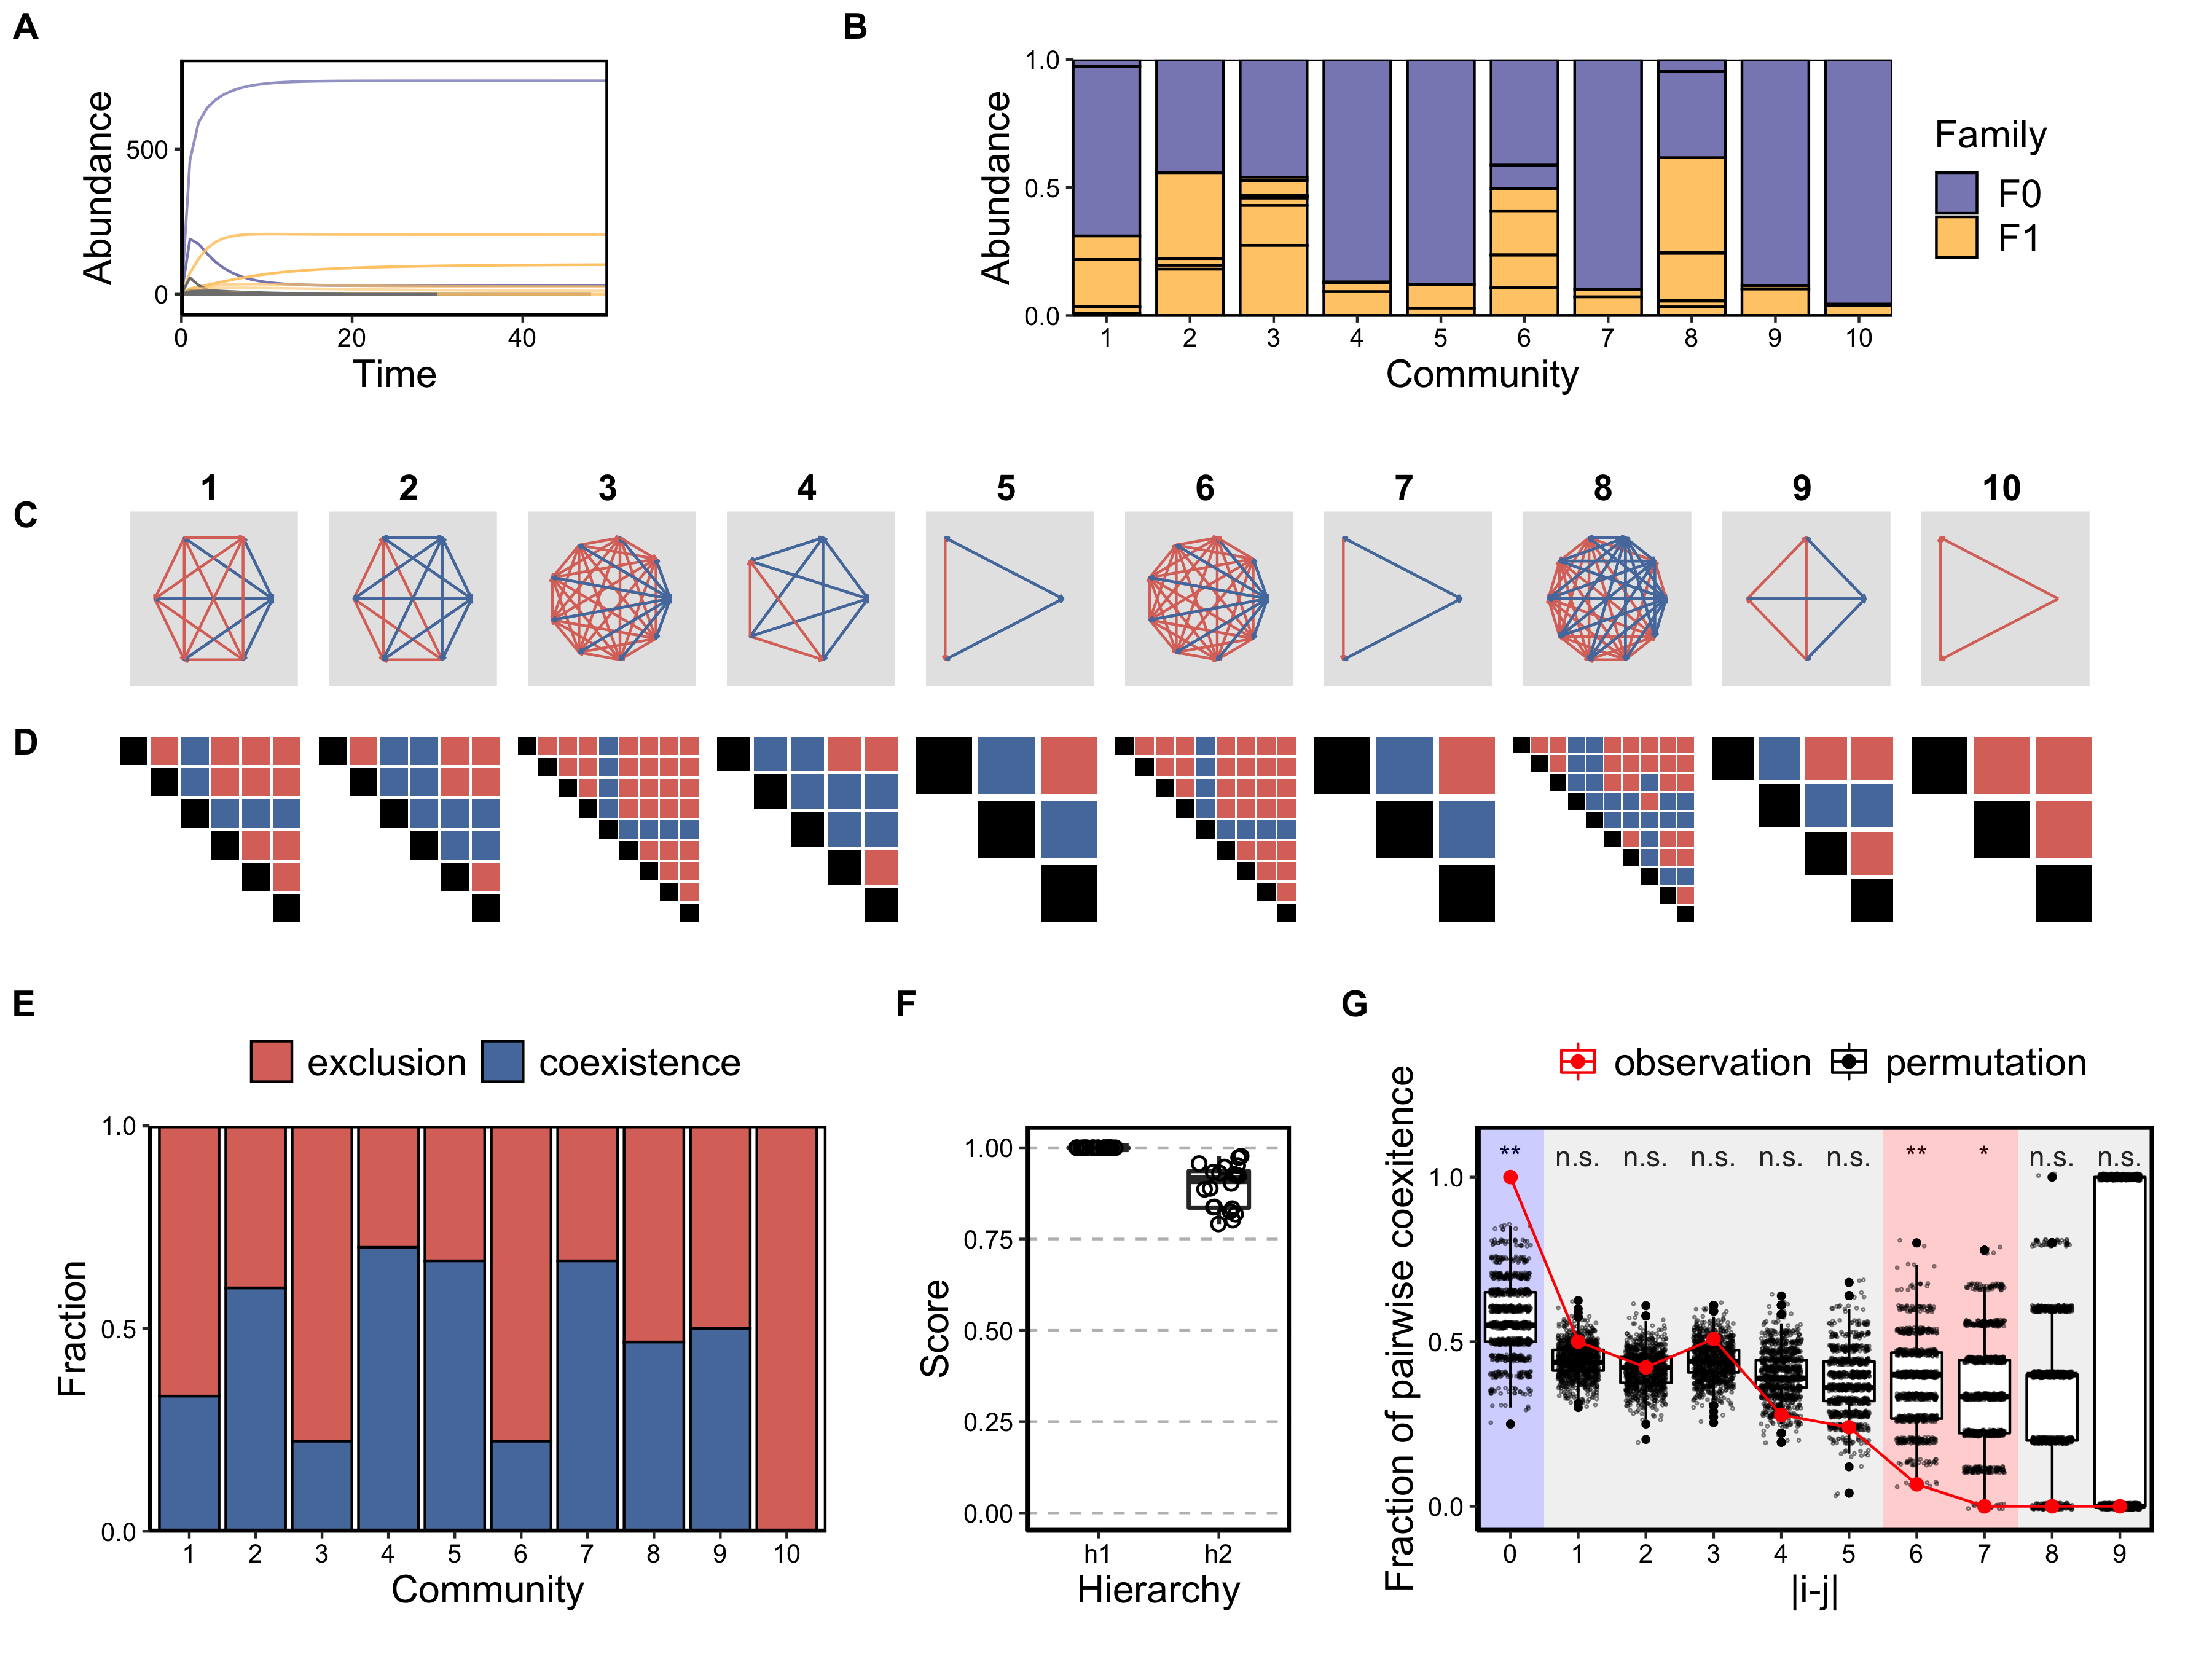 A
Abundance
500
0
0 20 40
Time
B
Abundance
1.0
0.5
0.0
1 2 3 4 5 6 7 8 9 10
Community
Family
F0
F1
1 2 3 4 5 6 7 8 9 10
C
D
E
exclusion coexistence
Fraction
1.0
0.5
0.0
1 2 3 4 5 6 7 8 9 10
Community
F
Score
1.00
0.75
0.50
0.25
0.00
h1 h2
Hierarchy
G
observation permutation
Fraction of pairwise coexitence
** n.s. n.s. n.s. n.s. n.s. ** * n.s. n.s.
1.0
0.5
0.0
0 1 2 3 4 5 6 7 8 9
|i-j|